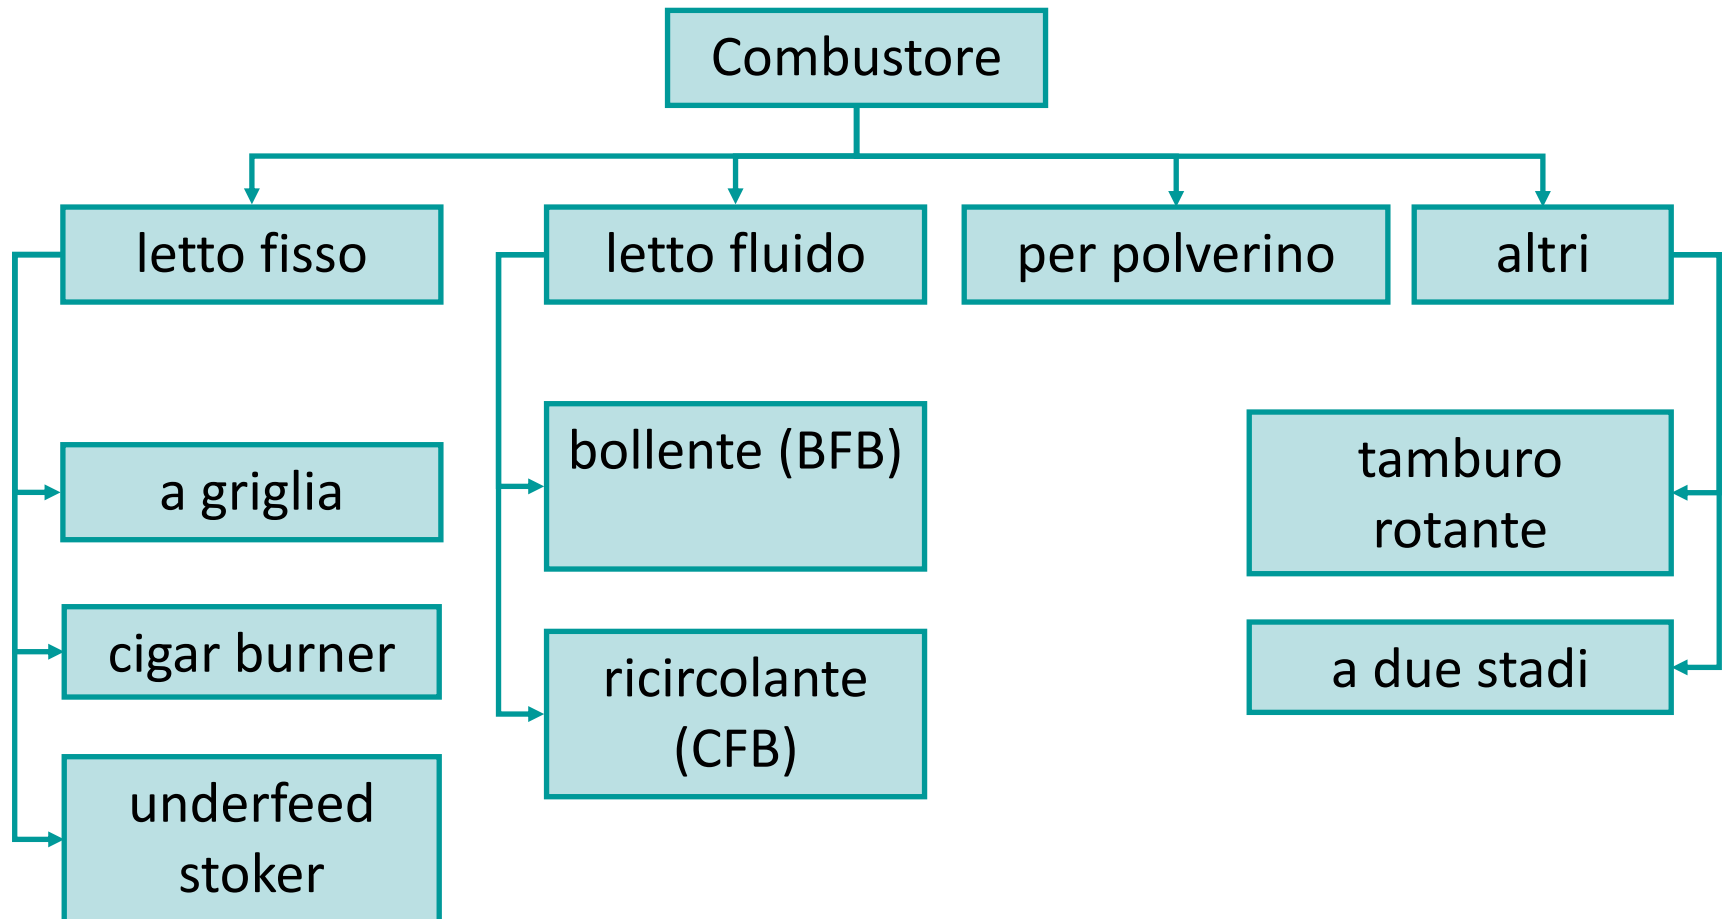 Combustore
letto fisso
letto fluido
per polverino
altri
a griglia
cigar burner
underfeed
stoker
bollente (BFB)
ricircolante
(CFB)
tamburo
rotante
a due stadi